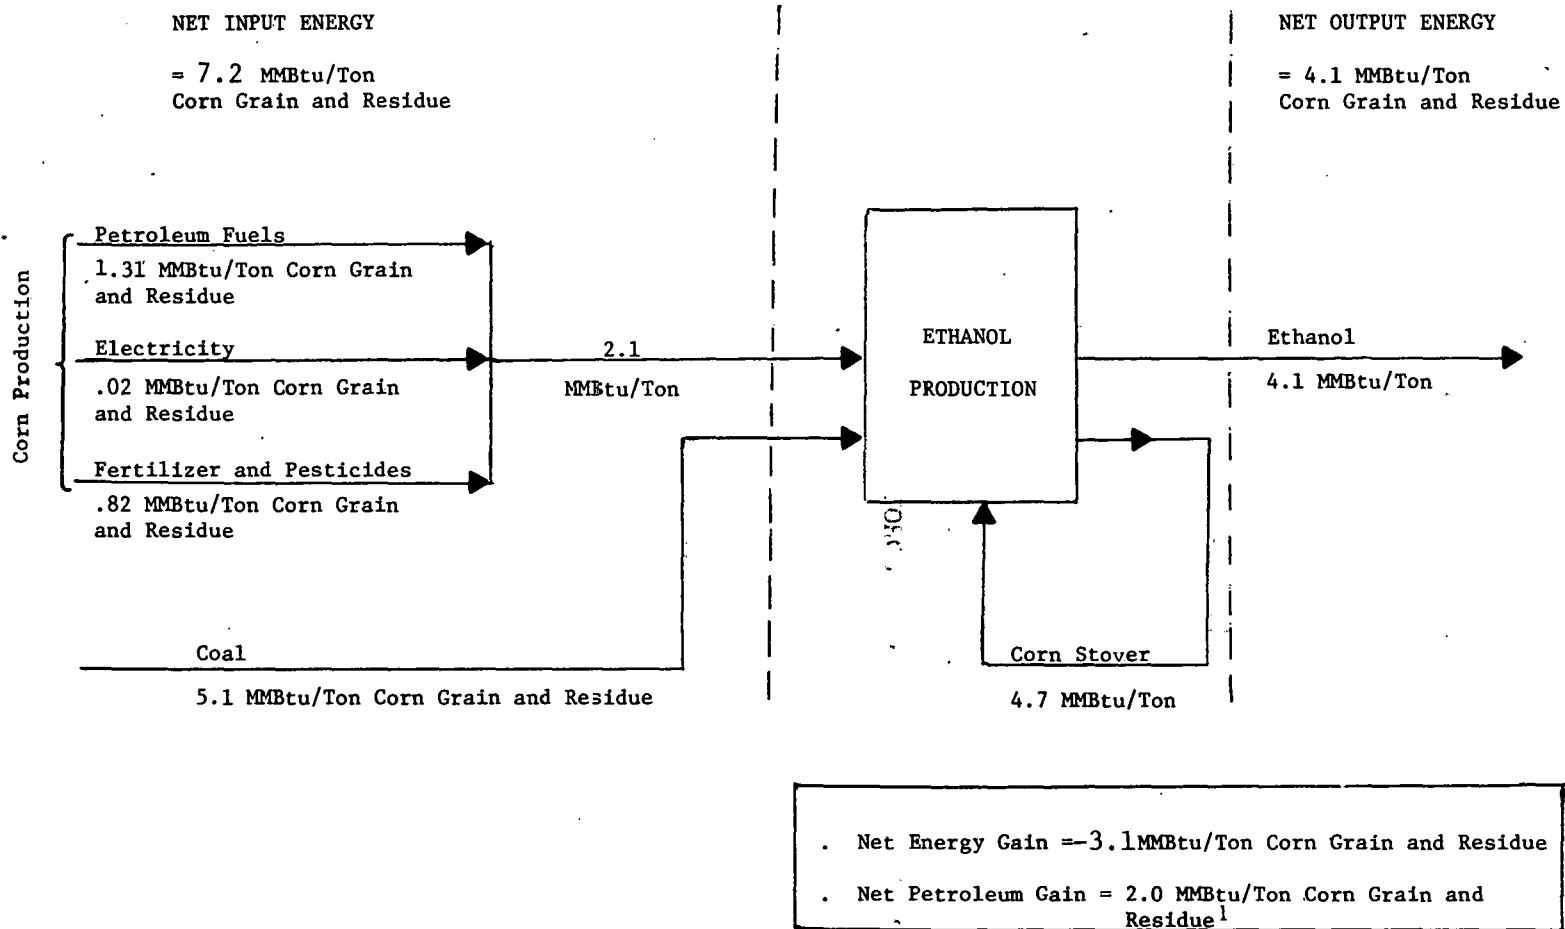 NET INPUT ENERGY
= 7.2 MMBtu/Ton
Corn Grain and Residue
NET OUTPUT ENERGY
= 4.1 MMBtu/Ton
Corn Grain and Residue
Corn Production
Petroleum Fuels
1.31 MMBtu/Ton Corn Grain
and Residue
Electricity
.02 MMBtu/Ton Corn Grain
and Residue
Fertilizer and Pesticides
.82 MMBtu/Ton Corn Grain
and Residue
2.1
MMBtu/Ton
Coal
5.1 MMBtu/Ton Corn Grain and Residue
ETHANOL
PRODUCTION
Ethanol
4.1 MMBtu/Ton
Corn Stover
4.7 MMBtu/Ton
. Net Energy Gain =-3.1MMBtu/Ton Corn Grain and Residue
. Net Petroleum Gain = 2.0 MMBtu/Ton Corn Grain and
Residue1